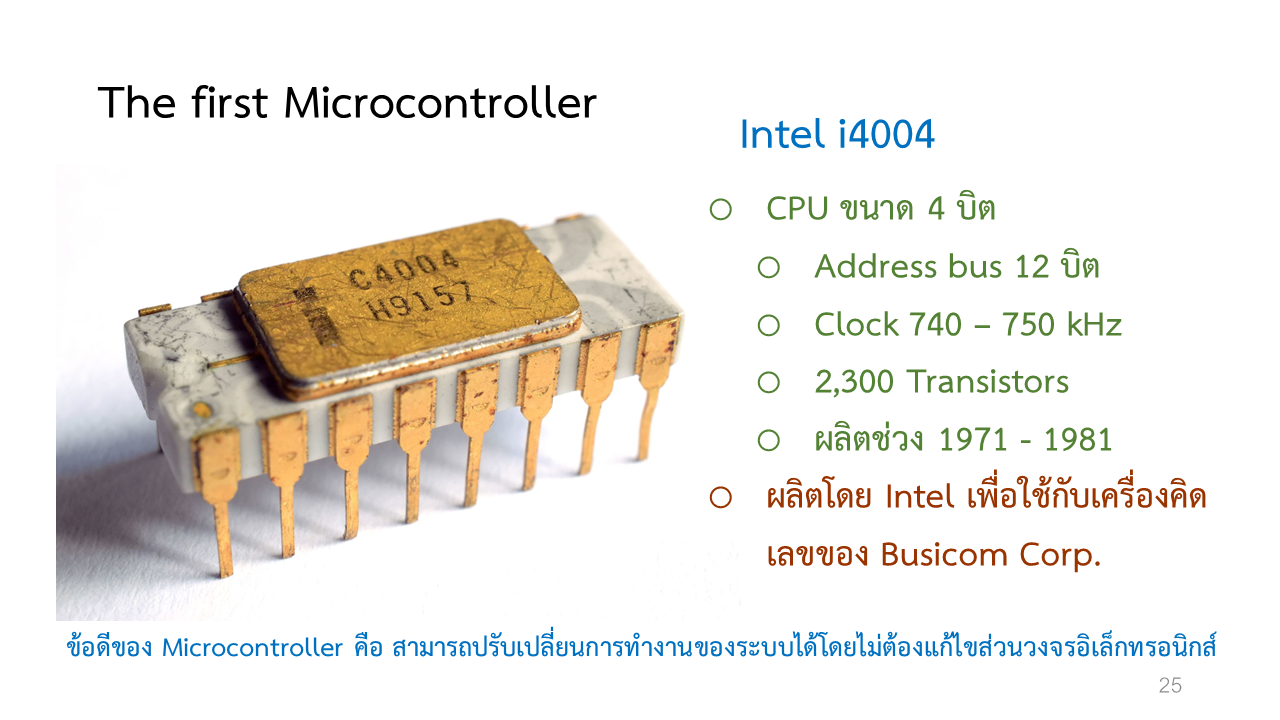 The first Microcontroller
Intel i4004
C4004
H9157
CPU ขนาด 4 บิต
Address bus 12 บิต
Clock 740 – 750 kHz
2,300 Transistors
ผลิตช่วง 1971 - 1981
ผลิตโดย Intel เพื่อใช้กับเครื่องคิด
เลขของ Busicom Corp.
ข้อดีของ Microcontroller คือ สามารถปรับเปลี่ยนการทำงานของระบบได้โดยไม่ต้องแก้ไขส่วนวงจรอิเล็กทรอนิกส์
25